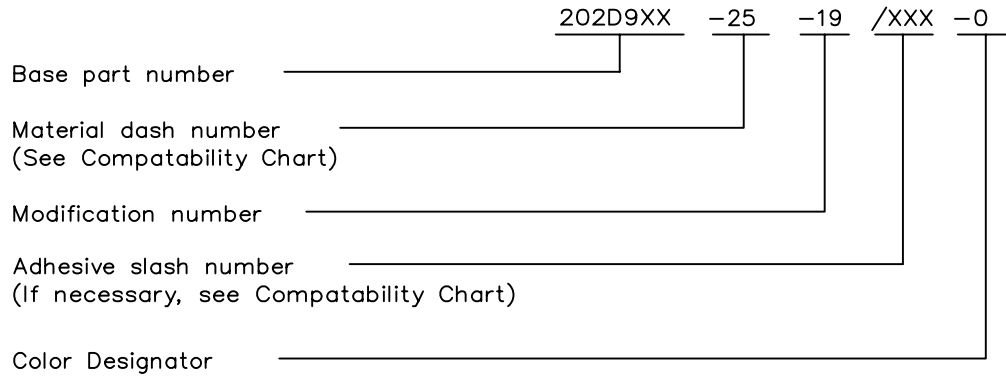 202D9XX -25 -19 /XXX -0
Base part number
Material dash number
(See Compatability Chart)
Modification number
Adhesive slash number
(If necessary, see Compatability Chart)
Color Designator